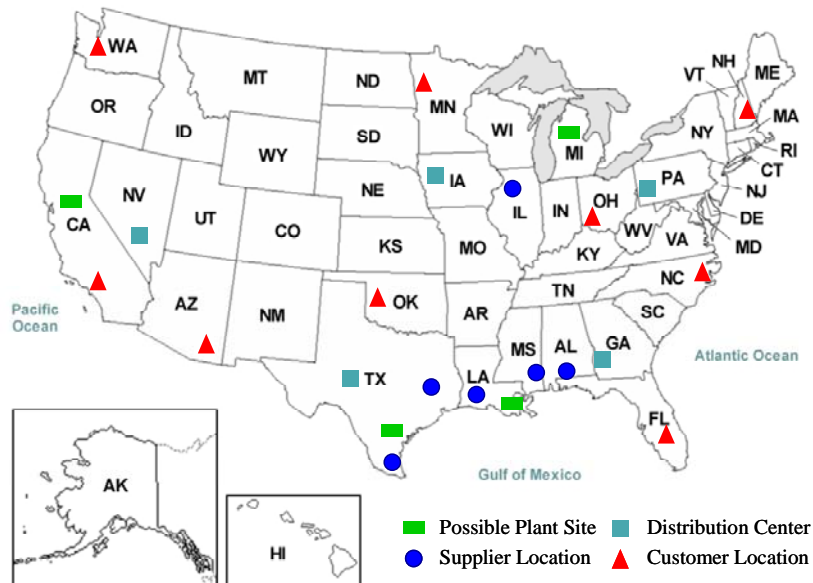 WA
MT
ND
MN
VT
NH
ME
OR
ID
SD
WI
MI
NY
MA
RI
CT
WY
NE
IA
PA
NJ
NV
UT
CO
IL
IN
OH
DE
MD
CA
KS
MO
WV
VA
KY
NC
TN
Pacific
Ocean
AZ
NM
OK
AR
SC
MS
AL
GA
Atlantic Ocean
TX
LA
FL
Gulf of Mexico
AK
HI
Possible Plant Site
Distribution Center
Supplier Location
Customer Location